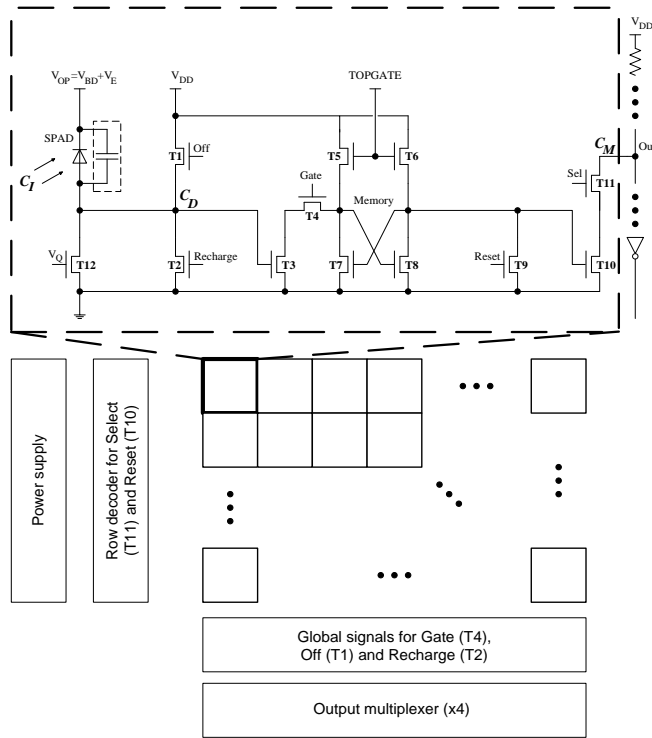 V_DD
V_OP=V_BD+V_E
V_DD
TOPGATE
SPAD
C_I
T1
Off
T5
T6
C_M
Sel
T11
Gate
T4
C_D
Memory
V_Q
T12
T2
Recharge
T3
T7
T8
Reset
T9
T10
Power supply
Row decoder for Select
(T11) and Reset (T10)
Global signals for Gate (T4),
Off (T1) and Recharge (T2)
Output multiplexer (x4)